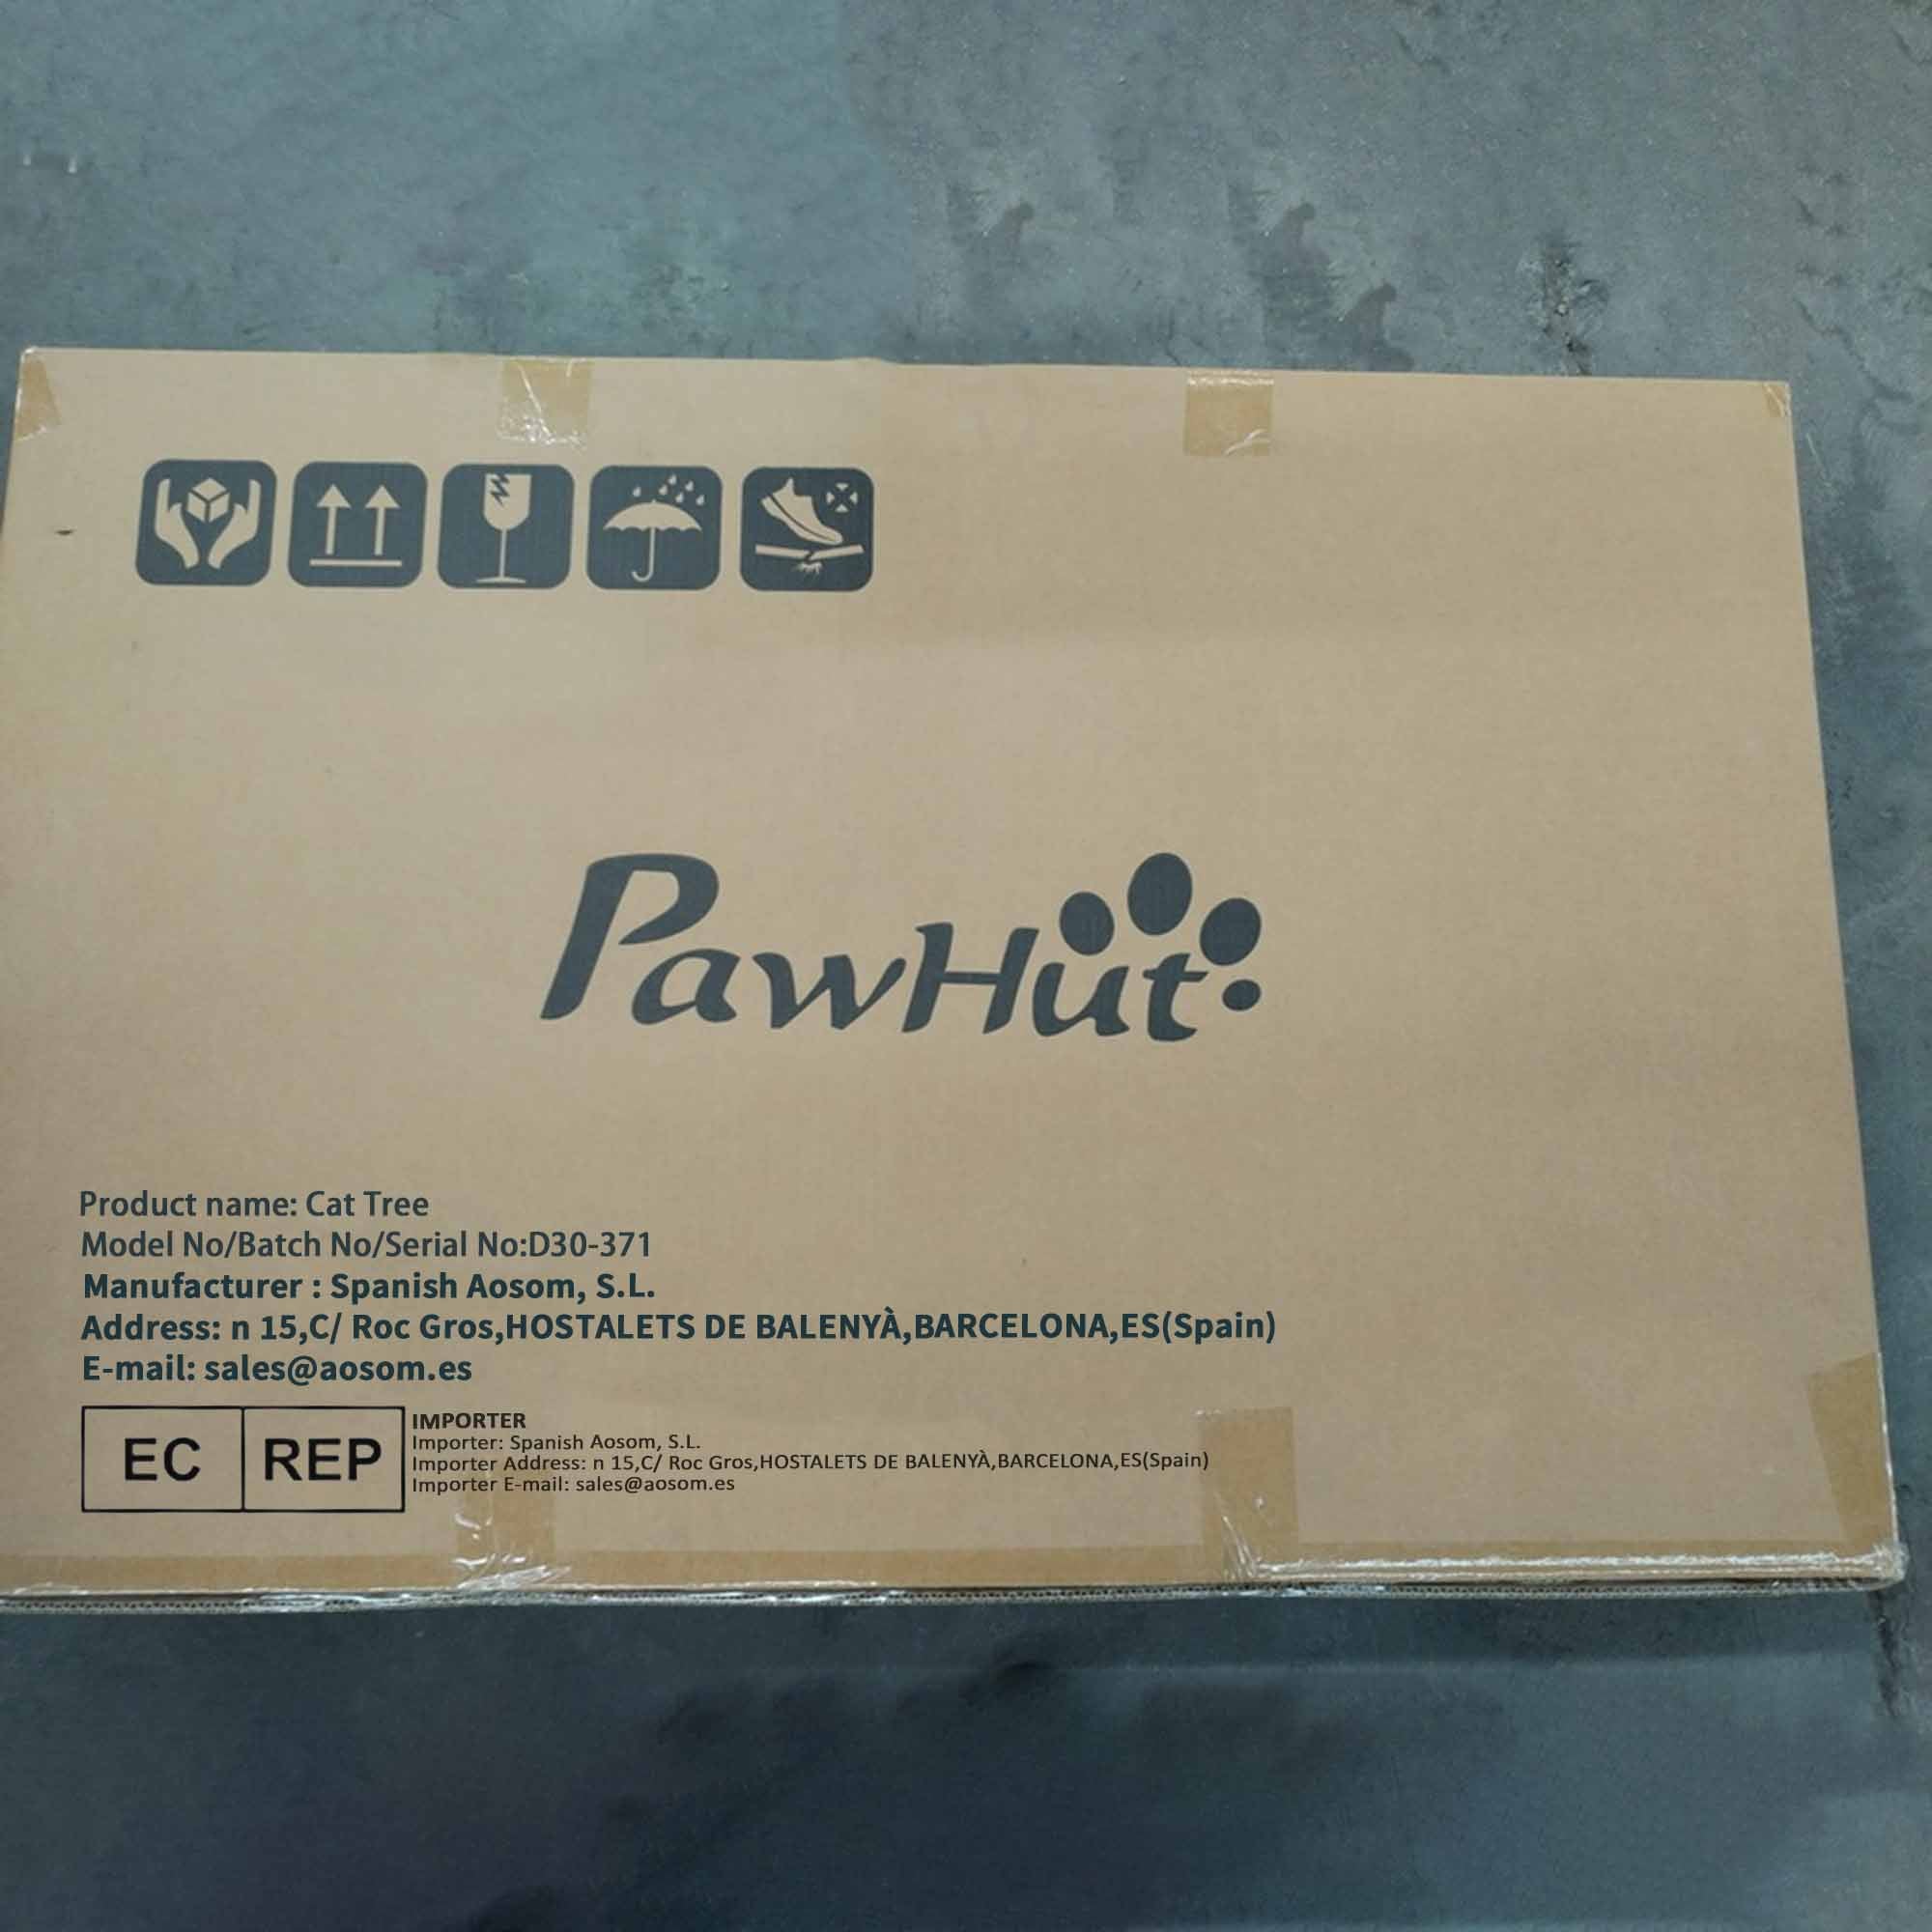 PawHut
Product name: Cat Tree
Model No/Batch No/Serial No:D30-371
Manufacturer : Spanish Aosom, S.L.
Address: n 15,C/ Roc Gros,HOSTALETS DE BALENYÀ,BARCELONA,ES(Spain)
E-mail: sales@aosom.es
EC REP
IMPORTER
Importer: Spanish Aosom, S.L.
Importer Address: n 15,C/ Roc Gros,HOSTALETS DE BALENYÀ,BARCELONA,ES(Spain)
Importer E-mail: sales@aosom.es